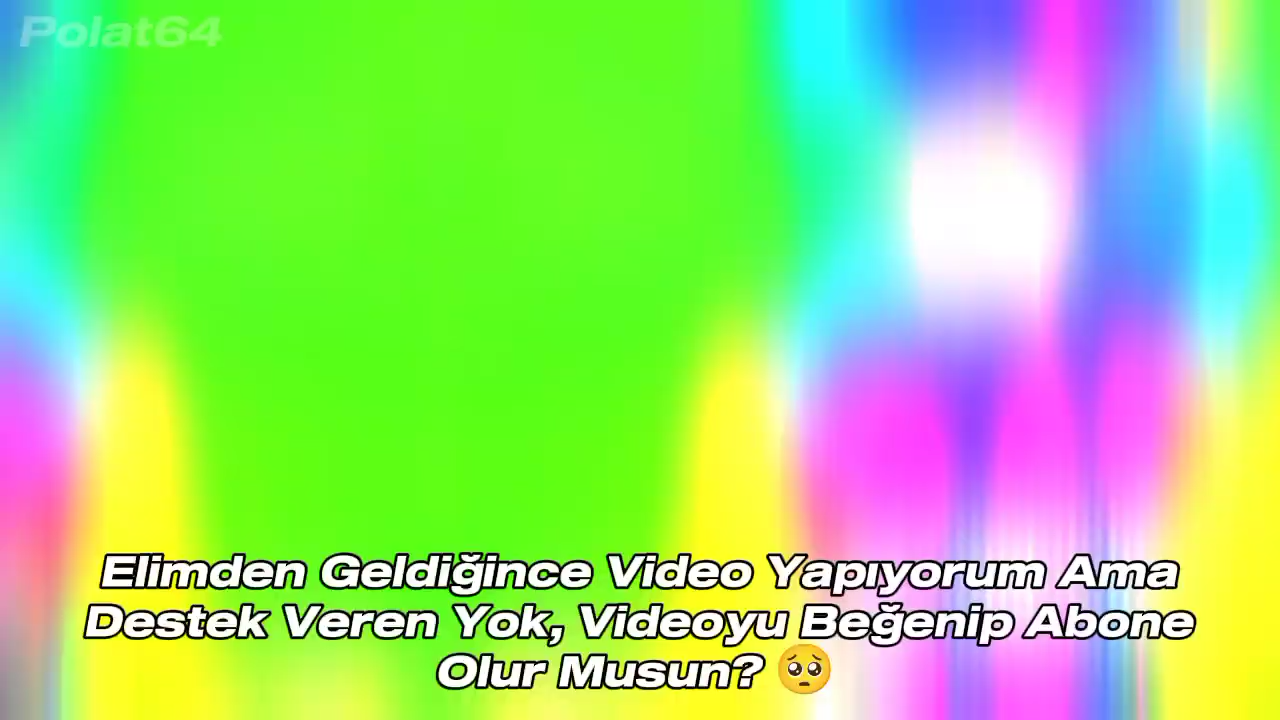 Polat64
Elimden Geldiğince Video Yapıyorum Ama
Destek Veren Yok, Videoyu Beğenip Abone
Olur Musun? 🥺